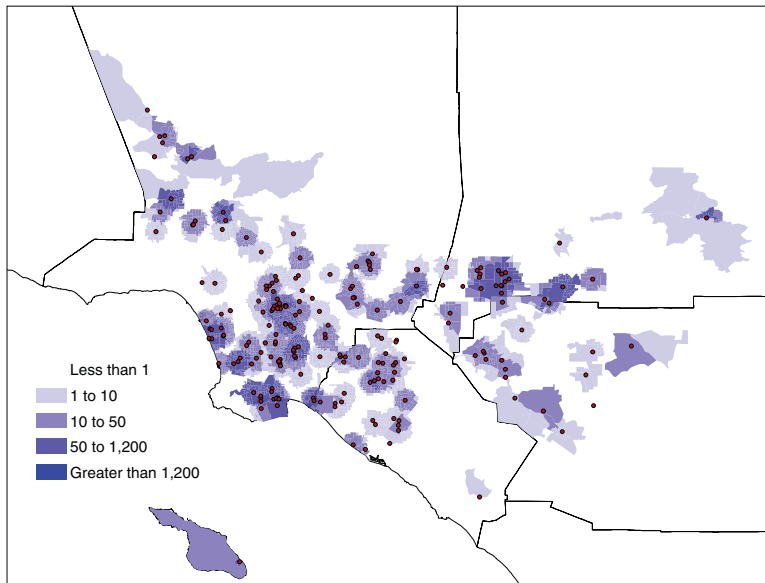 Less than 1
1 to 10
10 to 50
50 to 1,200
Greater than 1,200